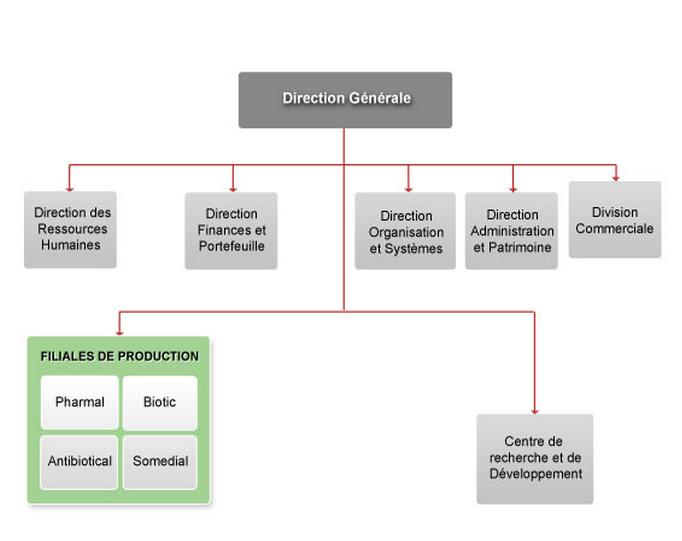 Direction Générale
Direction des
Ressources
Humaines
Direction
Finances et
Portefeuille
Direction
Organisation
et Systèmes
Direction
Administration
et Patrimoine
Division
Commerciale
FILIALES DE PRODUCTION
Pharmal
Biotic
Antibiotical
Somedial
Centre de
recherche et de
Développement